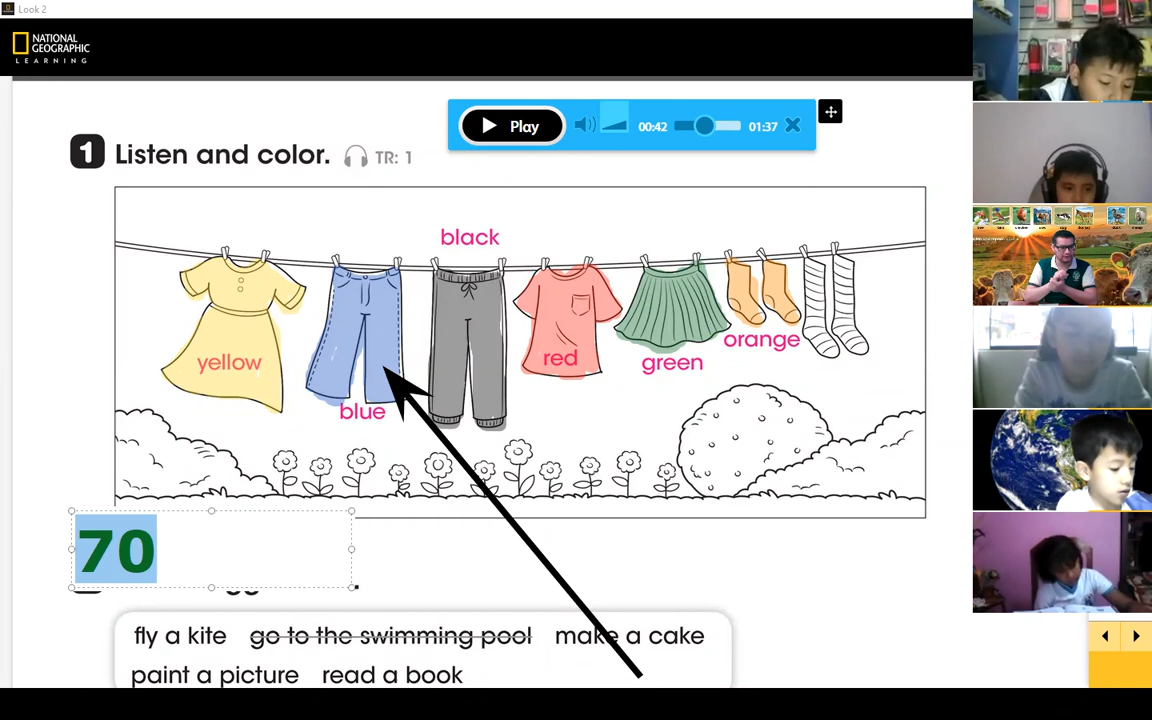 Look 2
NATIONAL
GEOGRAPHIC
LEARNING
Play
00:42
01:37
1 Listen and color. TR: 1
black
yellow
red
green
orange
blue
70
fly a kite go to the swimming pool make a cake
paint a picture read a book